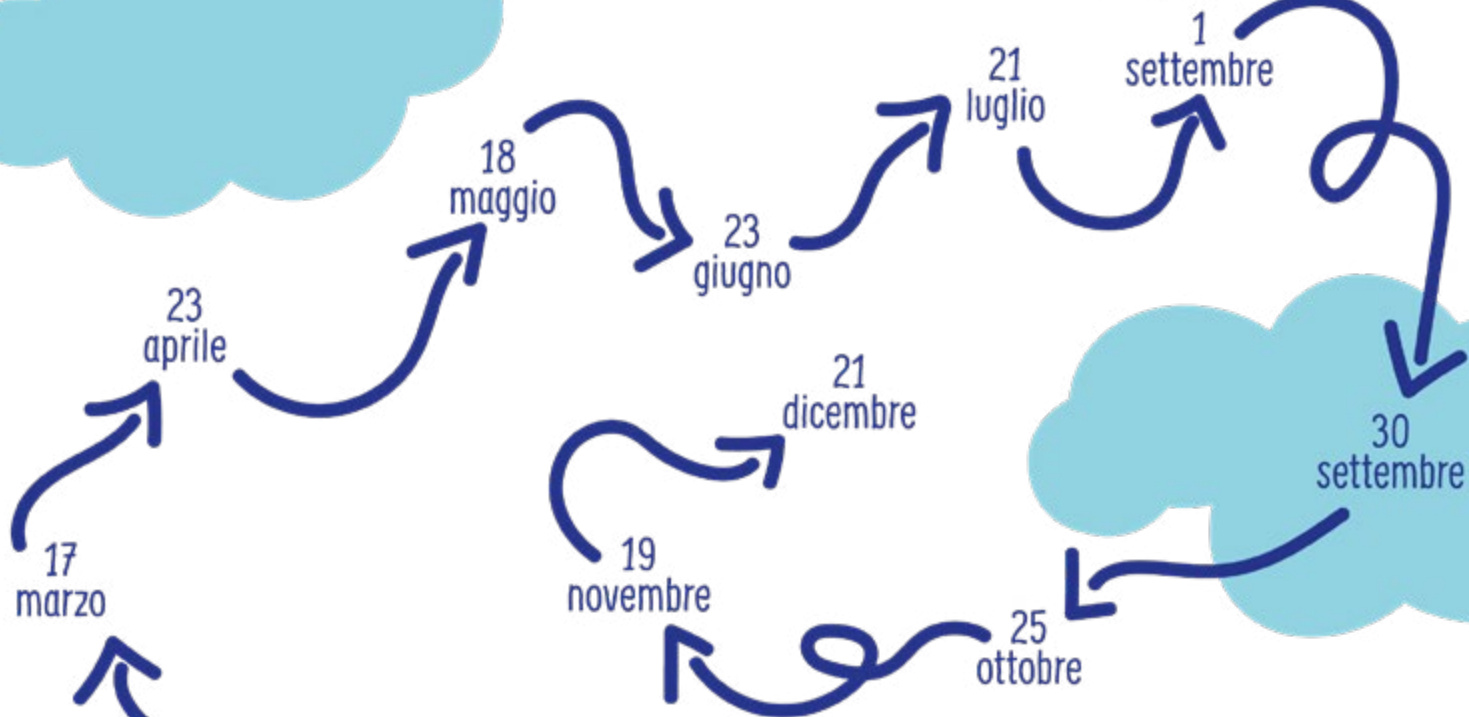 17
marzo
23
aprile
18
maggio
23
giugno
21
luglio
1
settembre
30
settembre
25
ottobre
19
novembre
21
dicembre